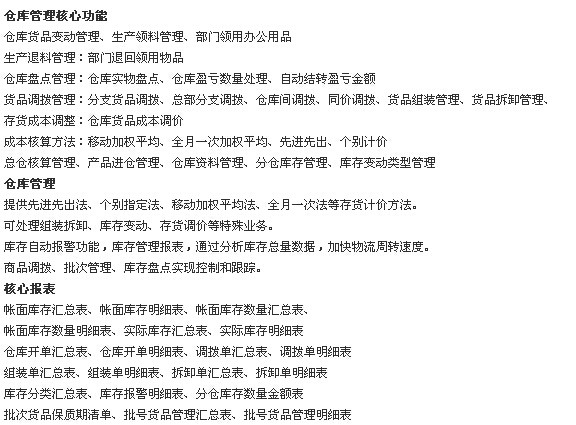 仓库管理核心功能
仓库货品变动管理、生产领料管理、部门领用办公用品
生产退料管理：部门退回领用物品
仓库盘点管理：仓库实物盘点、仓库盈亏数量处理、自动结转盈亏金额
货品调拨管理：分支货品调拨、总部分支调拨、仓库间调拨、同价调拨、货品组装管理、货品拆卸管理、
存货成本调整：仓库货品成本调价
成本核算方法：移动加权平均、全月一次加权平均、先进先出、个别计价
总仓核算管理、产品进仓管理、仓库资料管理、分仓库存管理、库存变动类型管理
仓库管理
提供先进先出法、个别指定法、移动加权平均法、全月一次法等存货计价方法。
可处理组装拆卸、库存变动、存货调价等特殊业务。
库存自动报警功能，库存管理报表，通过分析库存总量数据，加快物流周转速度。
商品调拨、批次管理、库存盘点实现控制和跟踪。
核心报表
帐面库存汇总表、帐面库存明细表、帐面库存数量汇总表、
帐面库存数量明细表、实际库存汇总表、实际库存明细表
仓库开单汇总表、仓库开单明细表、调拨单汇总表、调拨单明细表
组装单汇总表、组装单明细表、拆卸单汇总表、拆卸单明细表
库存分类汇总表、库存报警明细表、分仓库存数量金额表
批次货品保质期清单、批号货品管理汇总表、批号货品管理明细表